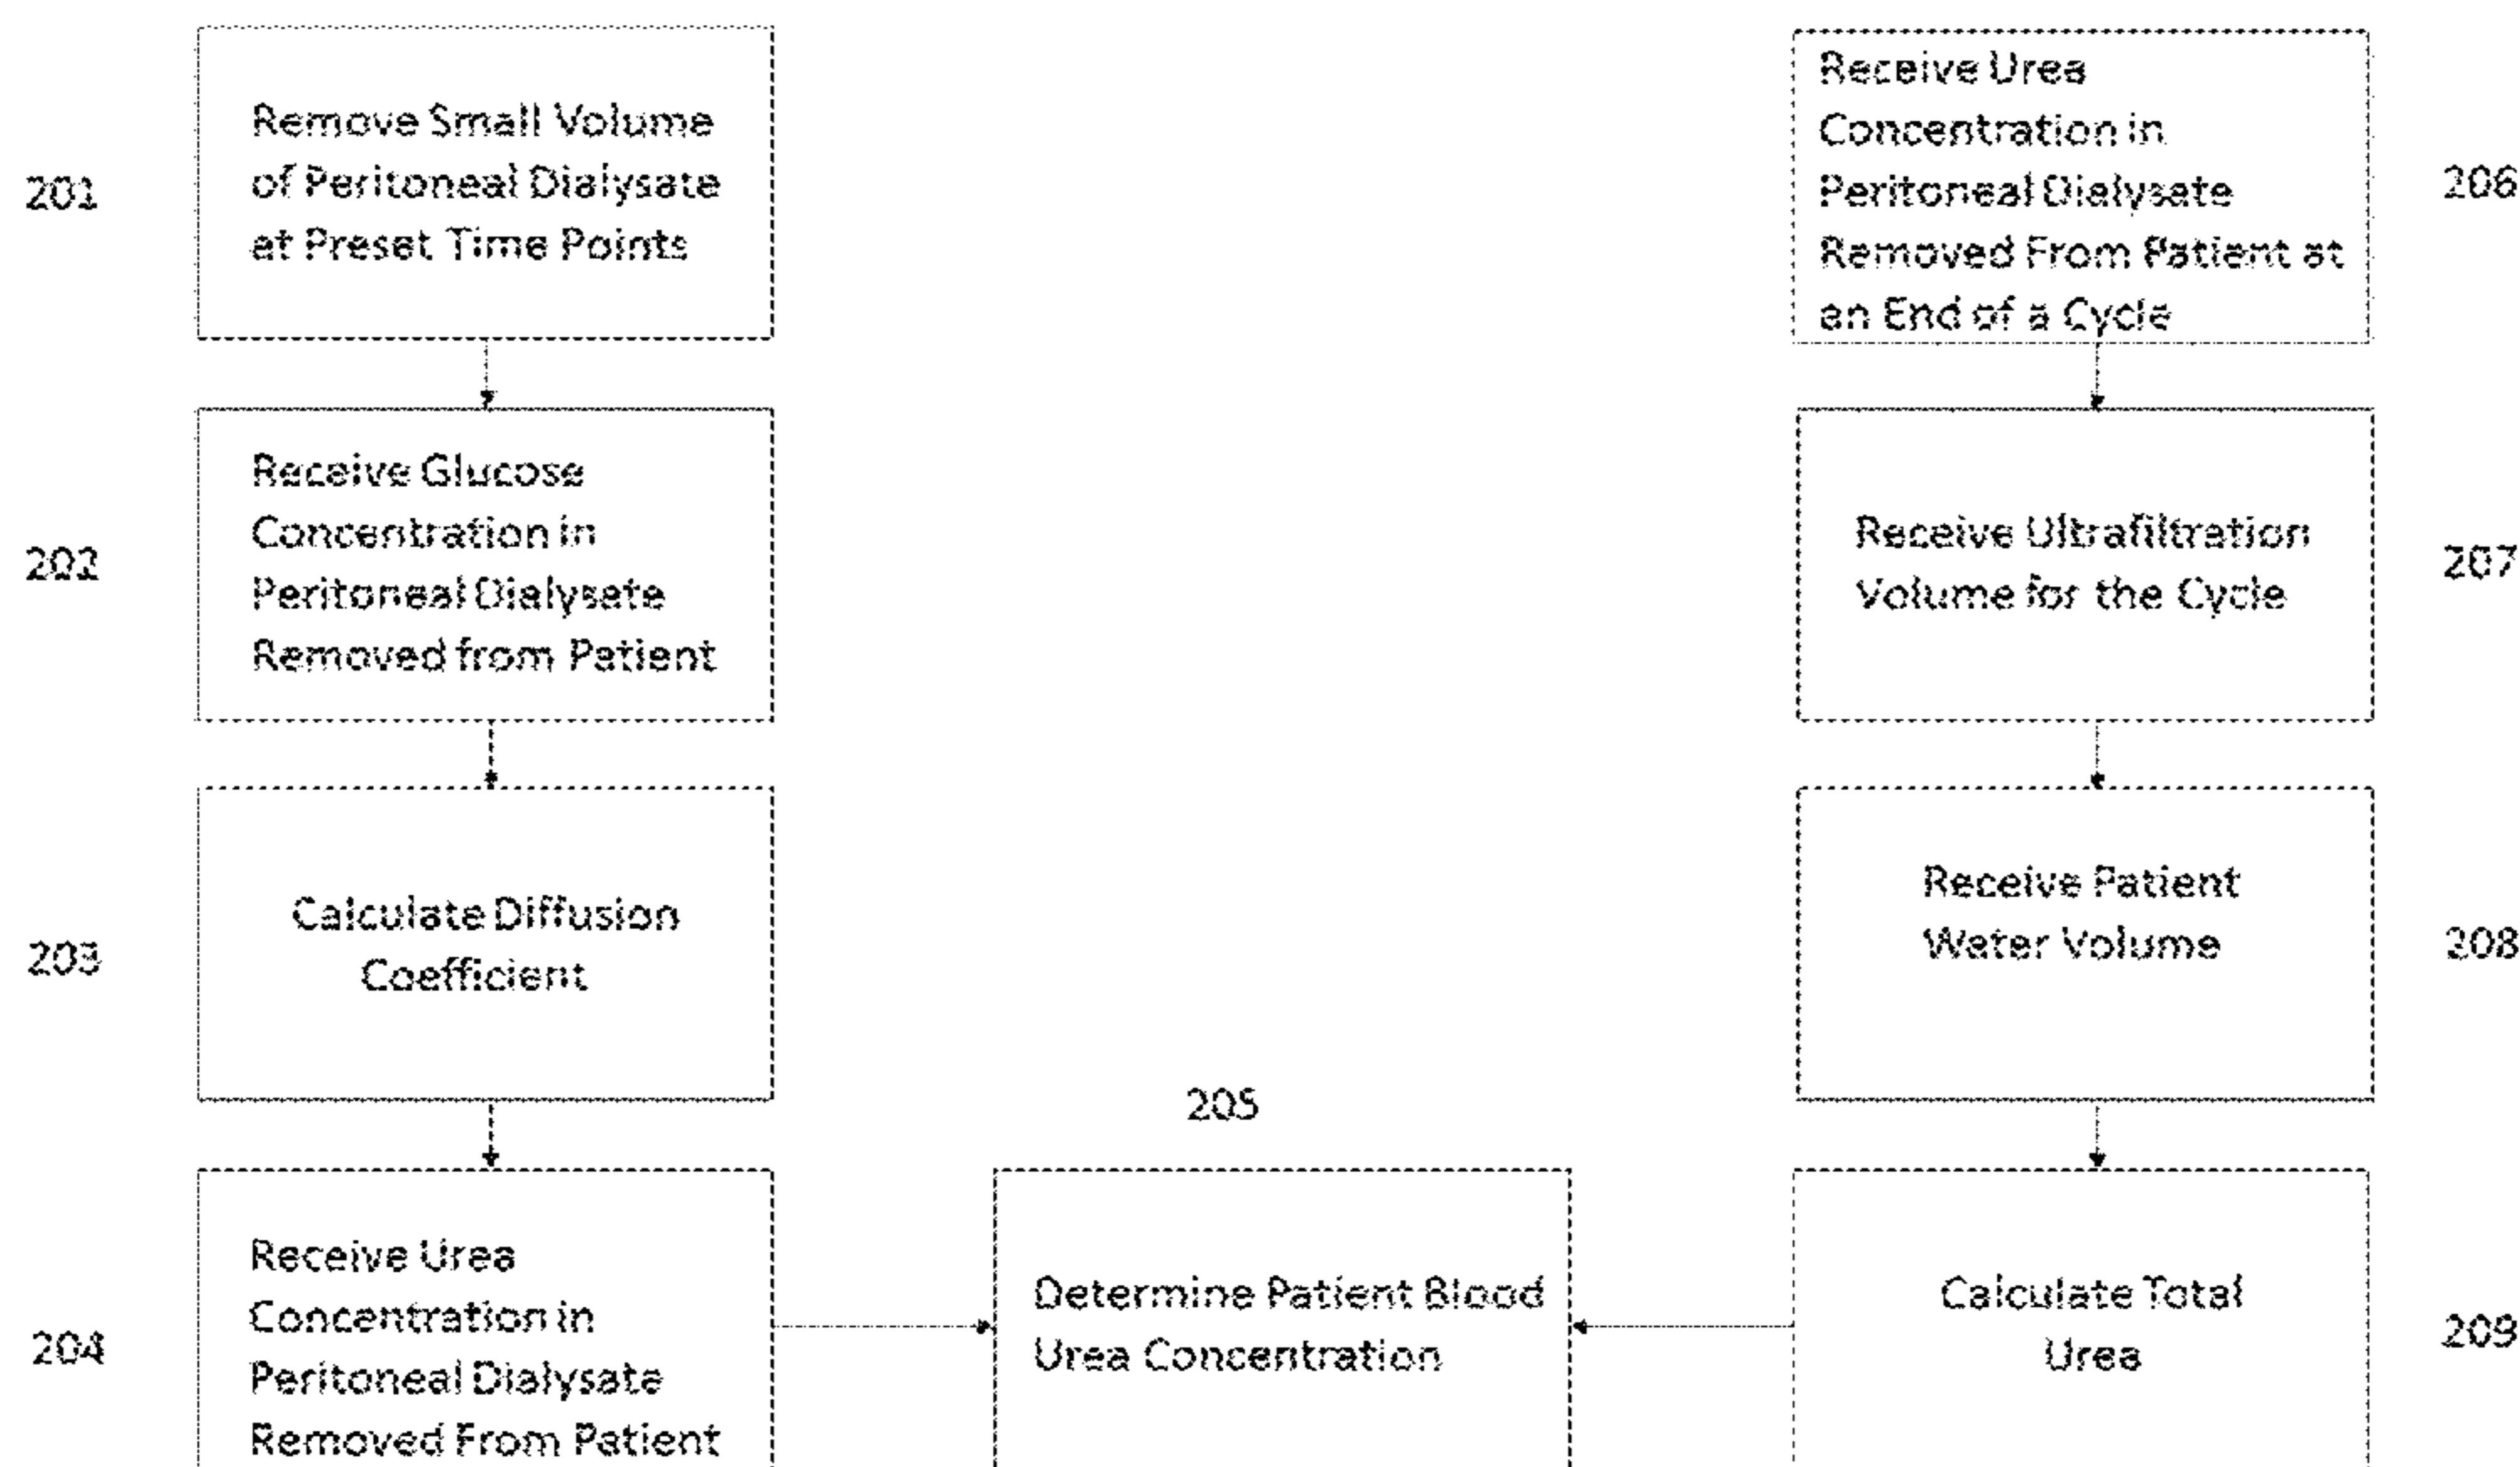 201
Remove Small Volume
of Peritoneal Dialysate
at Preset Time Points
202
Receive Glucose
Concentration in
Peritoneal Dialysate
Removed from Patient
203
Calculate Diffusion
Coefficient
204
Receive Urea
Concentration in
Peritoneal Dialysate
Removed From Patient
205
Determine Patient Blood
Urea Concentration
Receive Urea
Concentration in
Peritoneal Dialysate
Removed From Patient at
an End of a Cycle
206
Receive Ultrafiltration
Volume for the Cycle
207
Receive Patient
Water Volume
208
Calculate Total
Urea
209